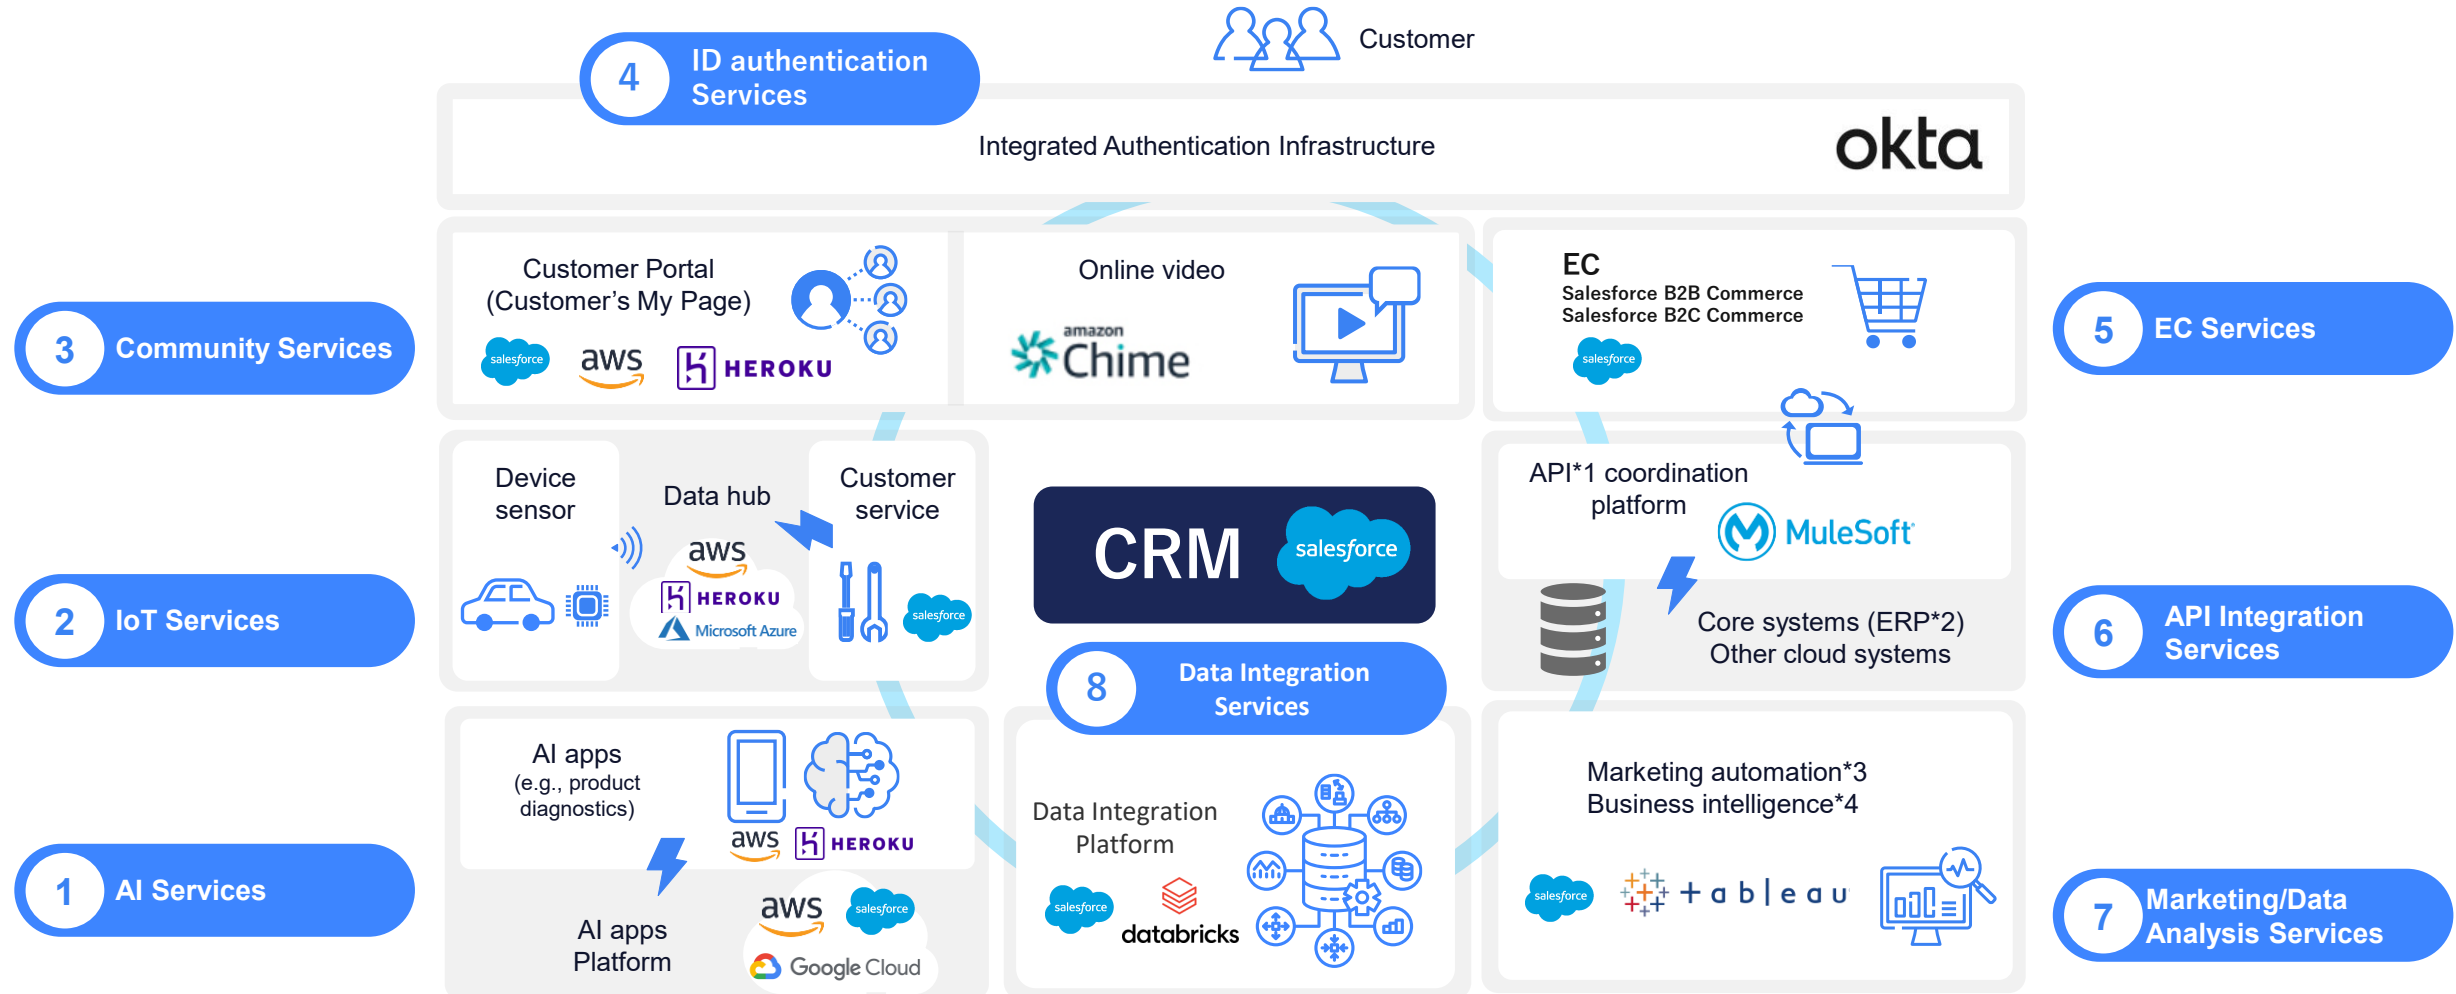 Customer
4
ID authentication
Services
Integrated Authentication Infrastructure
okta
3
Community Services
Customer Portal
(Customer’s My Page)
salesforce
aws
HEROKU
Online video
amazon
Chime
EC
Salesforce B2B Commerce
Salesforce B2C Commerce
salesforce
5
EC Services
2
IoT Services
Device
sensor
Data hub
aws
HEROKU
Microsoft Azure
Customer
service
salesforce
CRM
salesforce
API*1 coordination
platform
MuleSoft
Core systems (ERP*2)
Other cloud systems
6
API Integration
Services
1
AI Services
AI apps
(e.g., product
diagnostics)
aws
HEROKU
AI apps
Platform
aws
salesforce
Google Cloud
8
Data Integration
Services
Data Integration
Platform
salesforce
databricks
Marketing automation*3
Business intelligence*4
salesforce
+ableau
7
Marketing/Data
Analysis Services